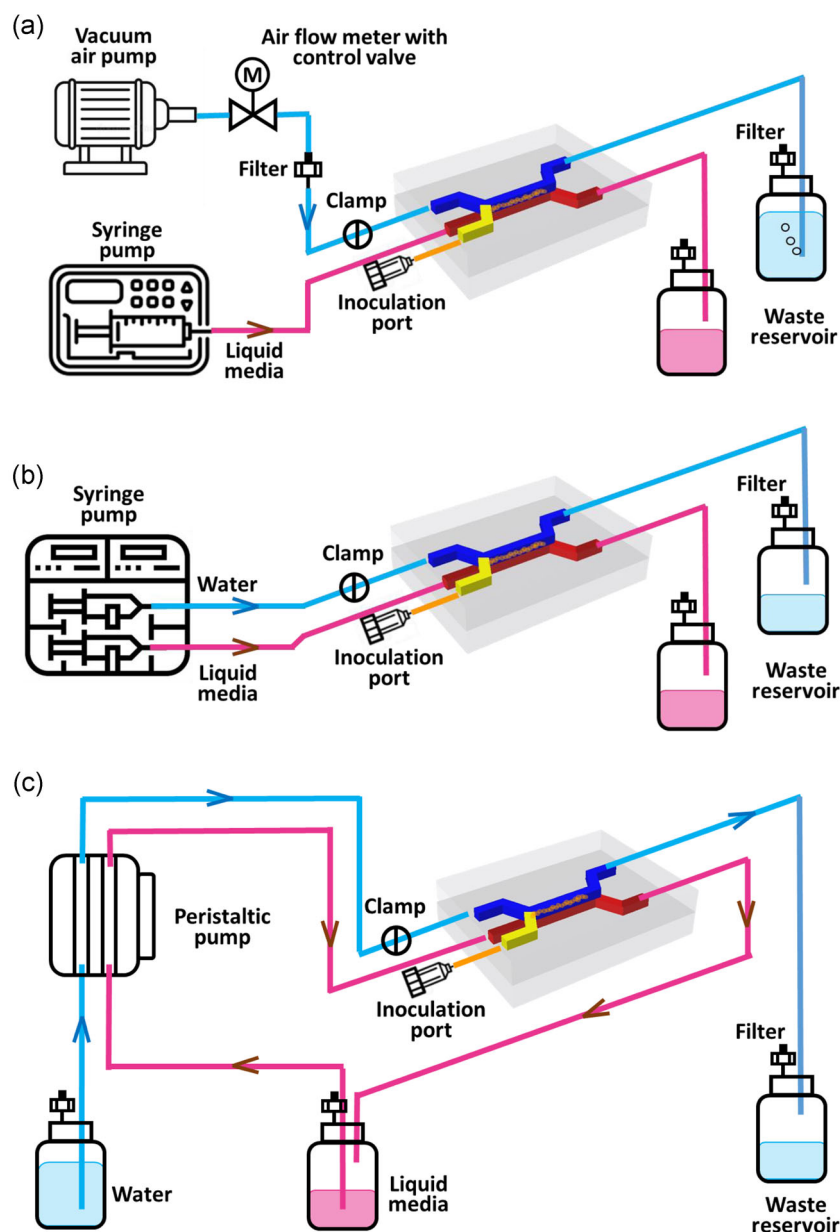 (a)
Vacuum
air pump
Air flow meter with
control valve
M
Filter
Clamp
Filter
Syringe
pump
Inoculation
port
Liquid
media
Waste
reservoir
(b)
Syringe
pump
Water
Clamp
Filter
Liquid
media
Inoculation
port
Waste
reservoir
(c)
Peristaltic
pump
Clamp
Inoculation
port
Filter
Water
Liquid
media
Waste
reservoir